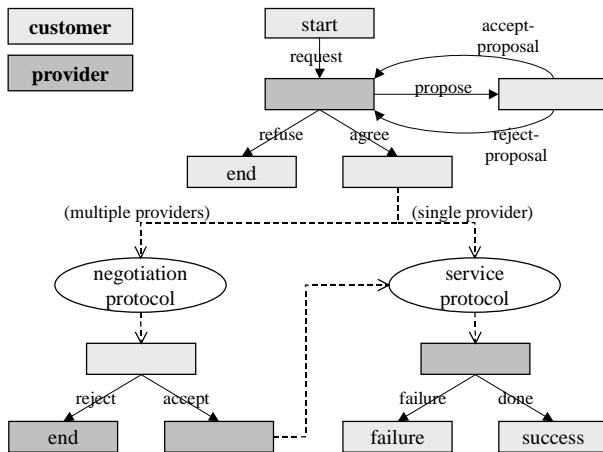 customer
provider
start
request
accept-
proposal
propose
reject-
proposal
refuse
agree
end
(multiple providers)
(single provider)
negotiation
protocol
service
protocol
reject
accept
failure
done
end
failure
success